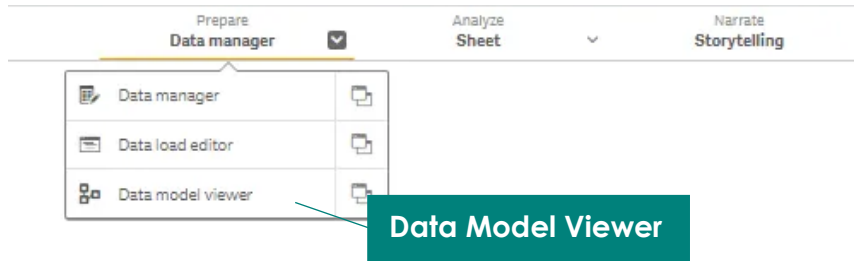 Prepare
Data manager
Analyze
Sheet
Narrate
Storytelling
Data manager
Data load editor
Data model viewer
Data Model Viewer